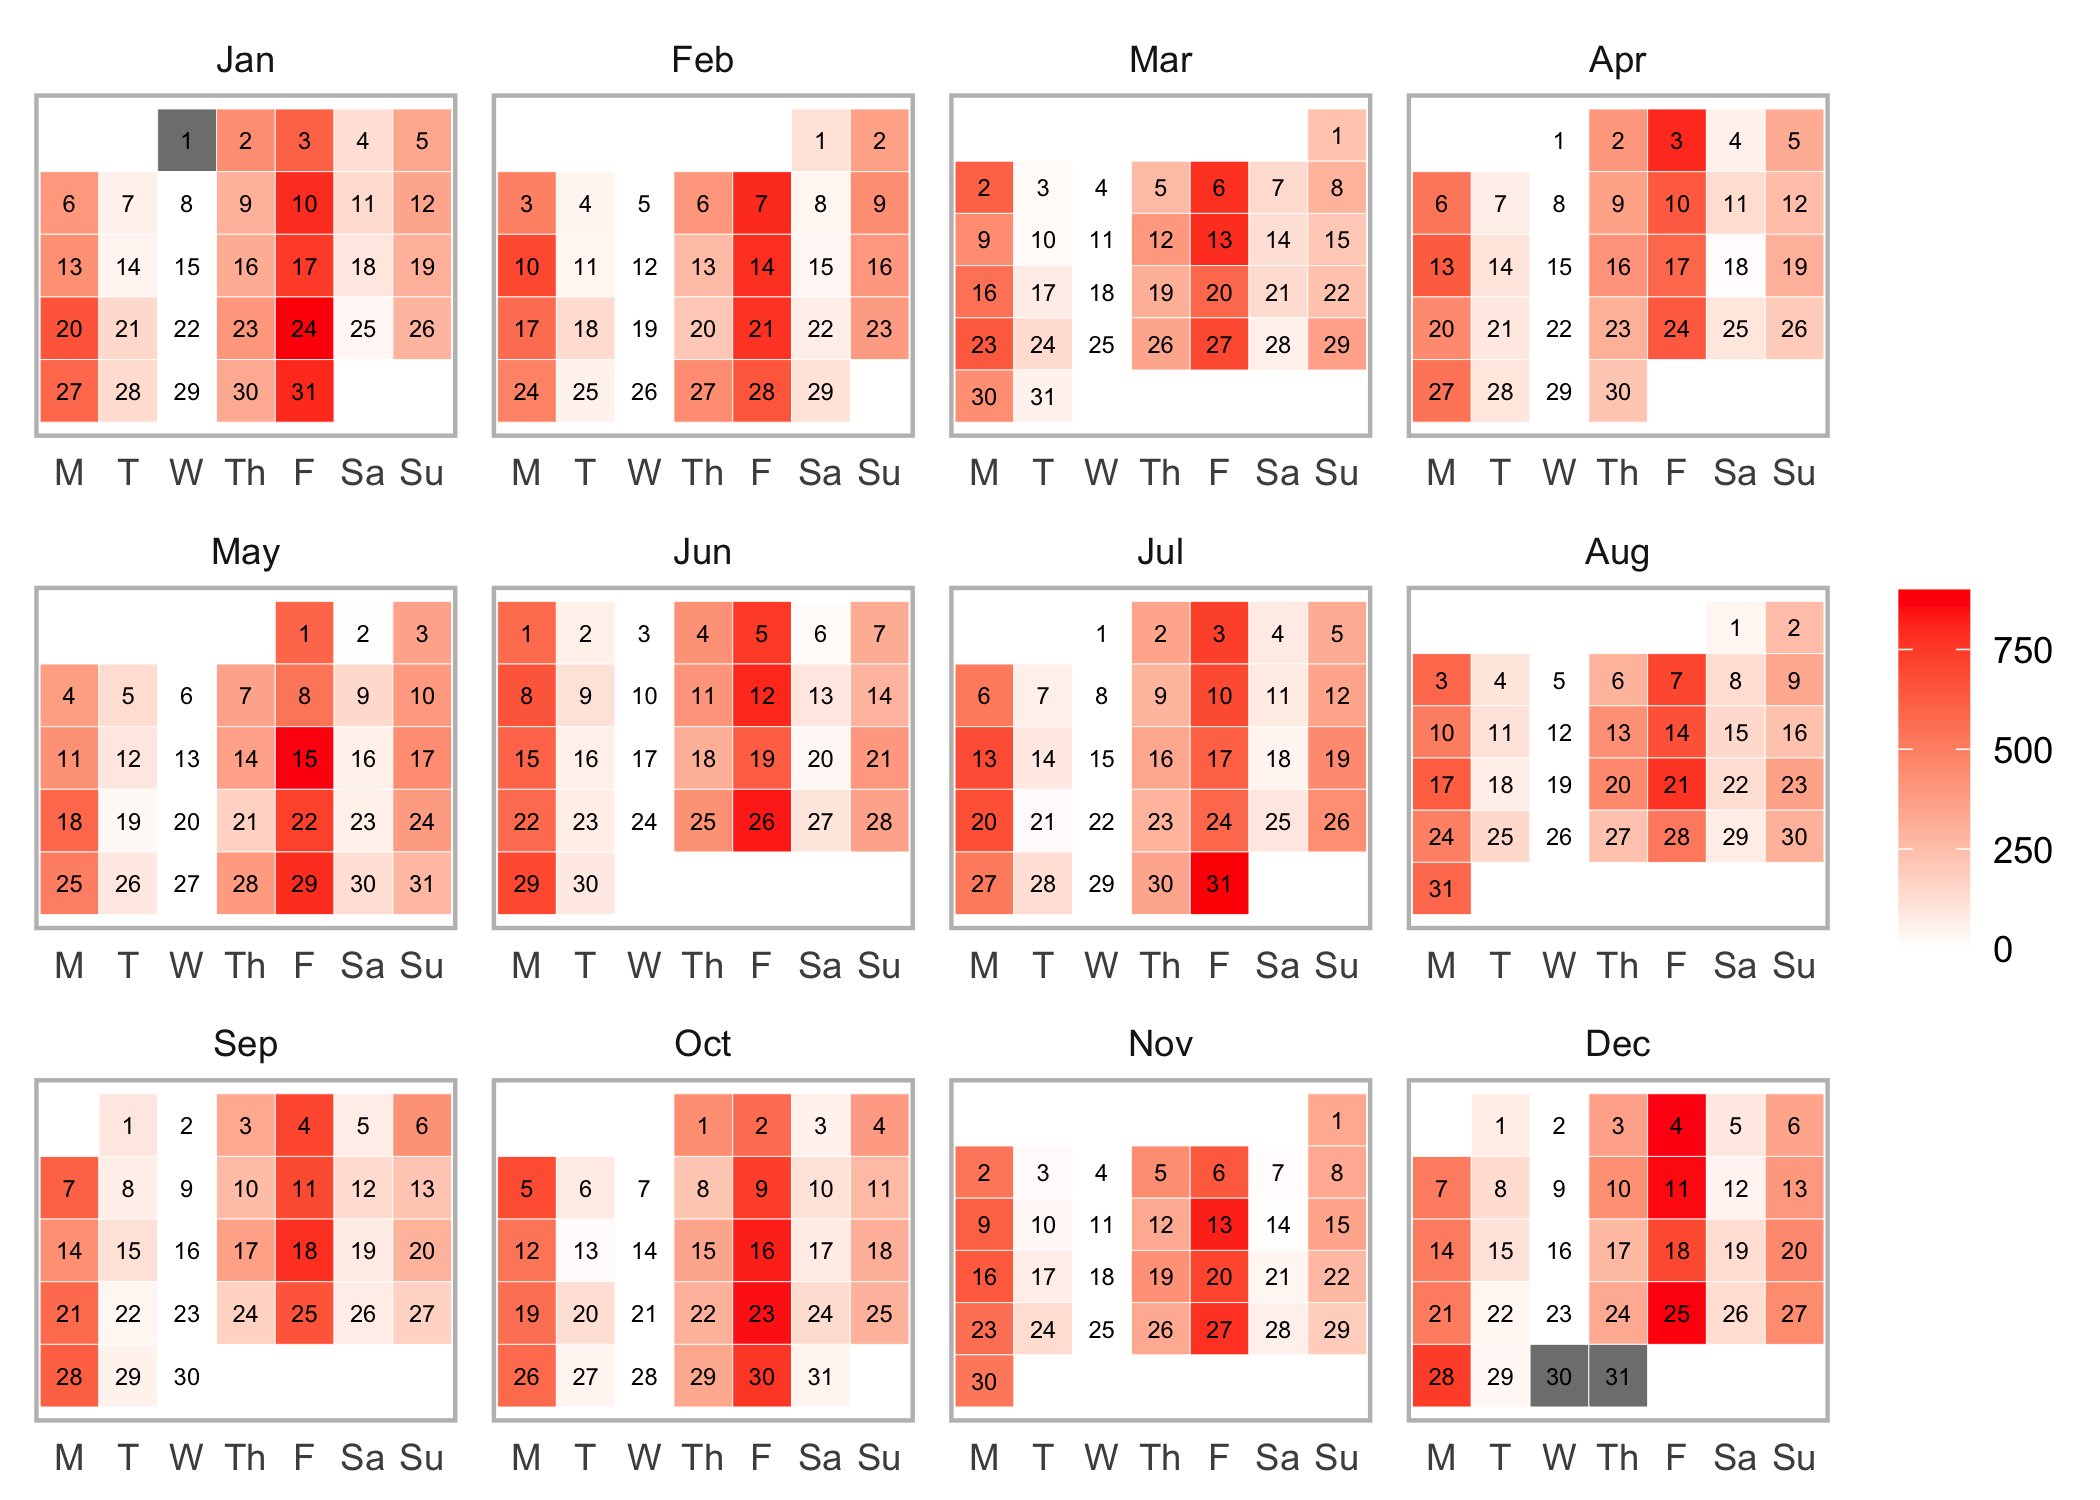 Jan Feb Mar Apr
1 2 3 4 5
6 7 8 9 10 11 12
13 14 15 16 17 18 19
20 21 22 23 24 25 26
27 28 29 30 31
M T W Th F Sa Su
1 2
3 4 5 6 7 8 9
10 11 12 13 14 15 16
17 18 19 20 21 22 23
24 25 26 27 28 29
M T W Th F Sa Su
1
2 3 4 5 6 7 8
9 10 11 12 13 14 15
16 17 18 19 20 21 22
23 24 25 26 27 28 29
30 31
M T W Th F Sa Su
1 2 3 4 5
6 7 8 9 10 11 12
13 14 15 16 17 18 19
20 21 22 23 24 25 26
27 28 29 30
M T W Th F Sa Su
May Jun Jul Aug
1 2 3
4 5 6 7 8 9 10
11 12 13 14 15 16 17
18 19 20 21 22 23 24
25 26 27 28 29 30 31
M T W Th F Sa Su
1 2 3 4 5 6 7
8 9 10 11 12 13 14
15 16 17 18 19 20 21
22 23 24 25 26 27 28
29 30
M T W Th F Sa Su
1 2 3 4 5
6 7 8 9 10 11 12
13 14 15 16 17 18 19
20 21 22 23 24 25 26
27 28 29 30 31
M T W Th F Sa Su
1 2
3 4 5 6 7 8 9
10 11 12 13 14 15 16
17 18 19 20 21 22 23
24 25 26 27 28 29 30
31
M T W Th F Sa Su
750
500
250
0
Sep Oct Nov Dec
1 2 3 4 5 6
7 8 9 10 11 12 13
14 15 16 17 18 19 20
21 22 23 24 25 26 27
28 29 30
M T W Th F Sa Su
1 2 3 4
5 6 7 8 9 10 11
12 13 14 15 16 17 18
19 20 21 22 23 24 25
26 27 28 29 30 31
M T W Th F Sa Su
1
2 3 4 5 6 7 8
9 10 11 12 13 14 15
16 17 18 19 20 21 22
23 24 25 26 27 28 29
30
M T W Th F Sa Su
1 2 3 4 5 6
7 8 9 10 11 12 13
14 15 16 17 18 19 20
21 22 23 24 25 26 27
28 29 30 31
M T W Th F Sa Su